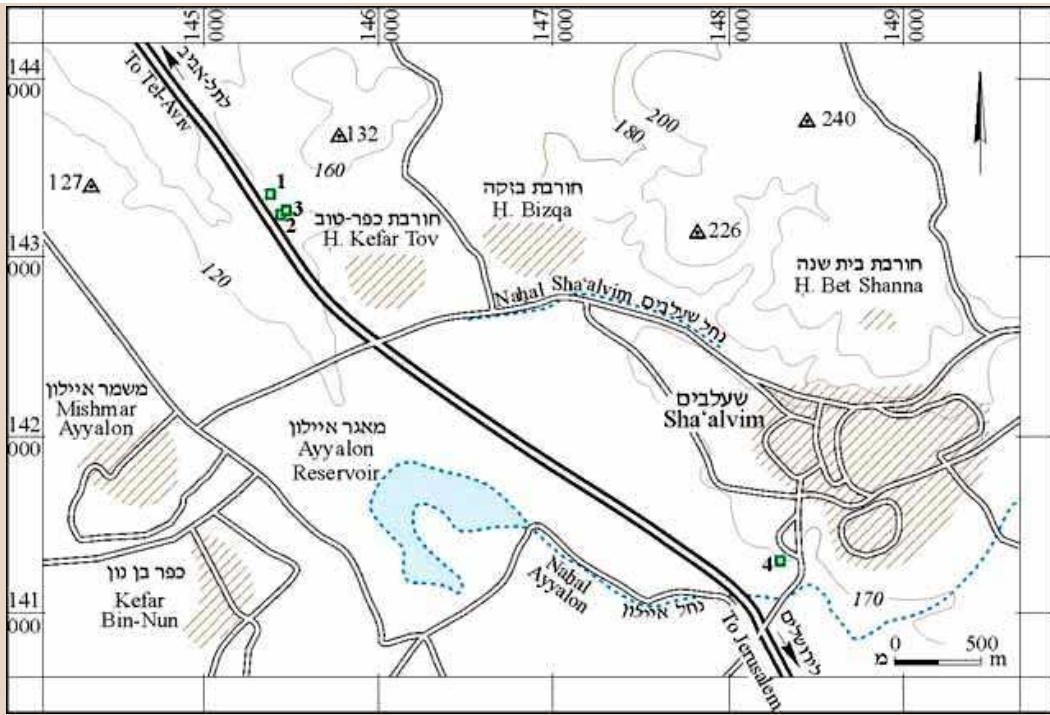 145
000
146
000
147
000
148
000
149
000
144
000
143
000
142
000
141
000
To Tel-Aviv
לתל-אביב
132
160
127
1
3
2
120
200
180
240
226
חורבת בזקה
Ḥ. Bizqa
חורבת כפר-טוב
Ḥ. Kefar Tov
חורבת בית שנה
Ḥ. Bet Shanna
Nahal Sha'alvim
נחל שעלבים
משמר איילון
Mishmar
Ayyalon
מאגר איילון
Ayyalon
Reservoir
שעלבים
Sha'alvim
כפר בן נון
Kefar
Bin-Nun
Nahal
Ayyalon
נחל איילון
4
170
To Jerusalem
לירושלים
0 500
מ m